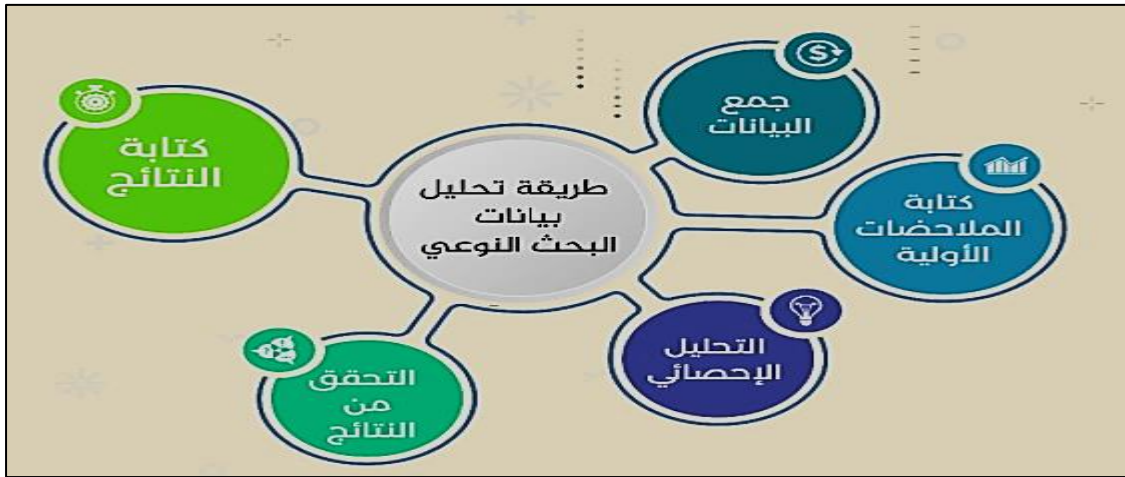 طريقة تحليل
بيانات
البحث النوعي
جمع
البيانات
كتابة
الملاحضات
الأولية
التحليل
الإحصائي
التحقق
من
النتائج
كتابة
النتائج